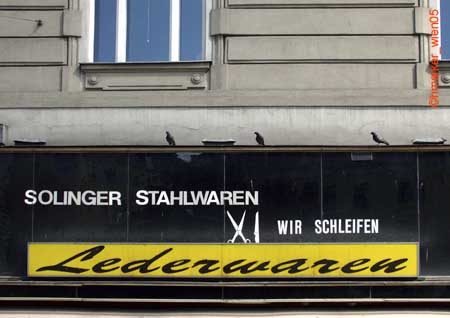 SOLINGER STAHLWAREN
WIR SCHLEIFEN
Lederwaren